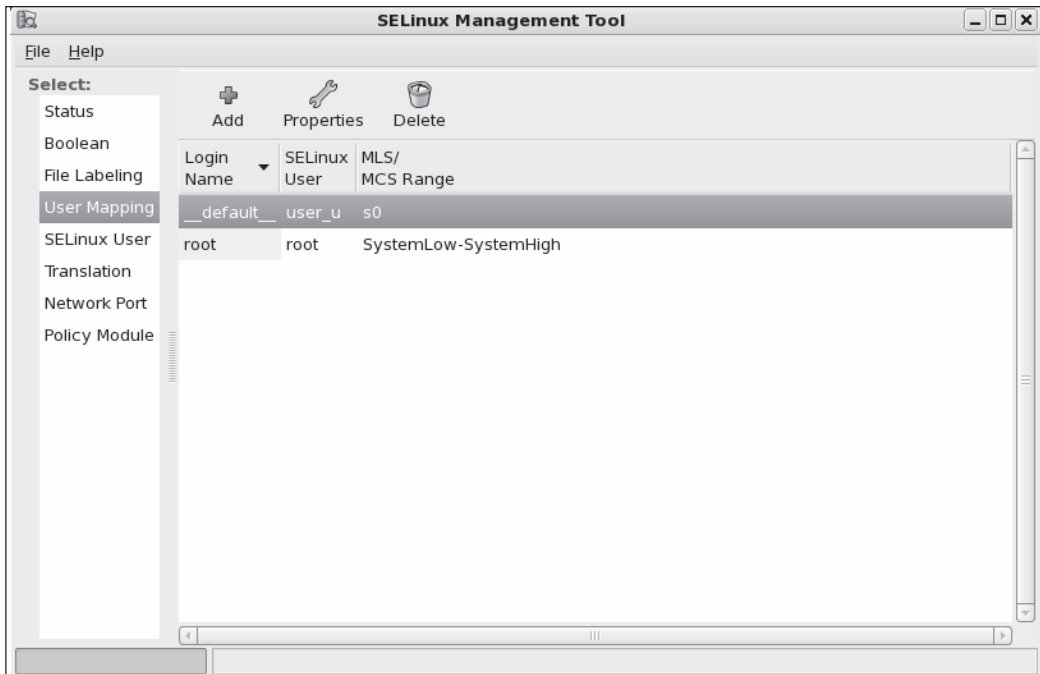 SELinux Management Tool
File Help
Select:
Status
Boolean
File Labeling
User Mapping
SELinux User
Translation
Network Port
Policy Module
Add Properties Delete
Login Name SELinux User MLS/ MCS Range
__default__ user_u s0
root root SystemLow-SystemHigh